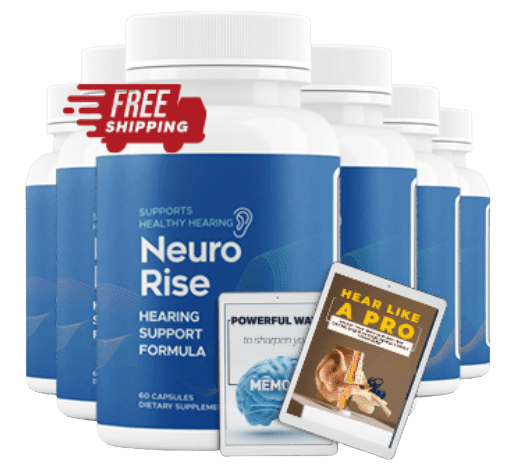 FREE
SHIPPING
SUPPORTS
HEALTHY HEARING
Neuro
Rise
HEARING
SUPPORT
FORMULA
60 CAPSULES
DIETARY SUPPLEME
POWERFUL WA
to sharpen yo
MEMO
HEAR LIKE
A PRO